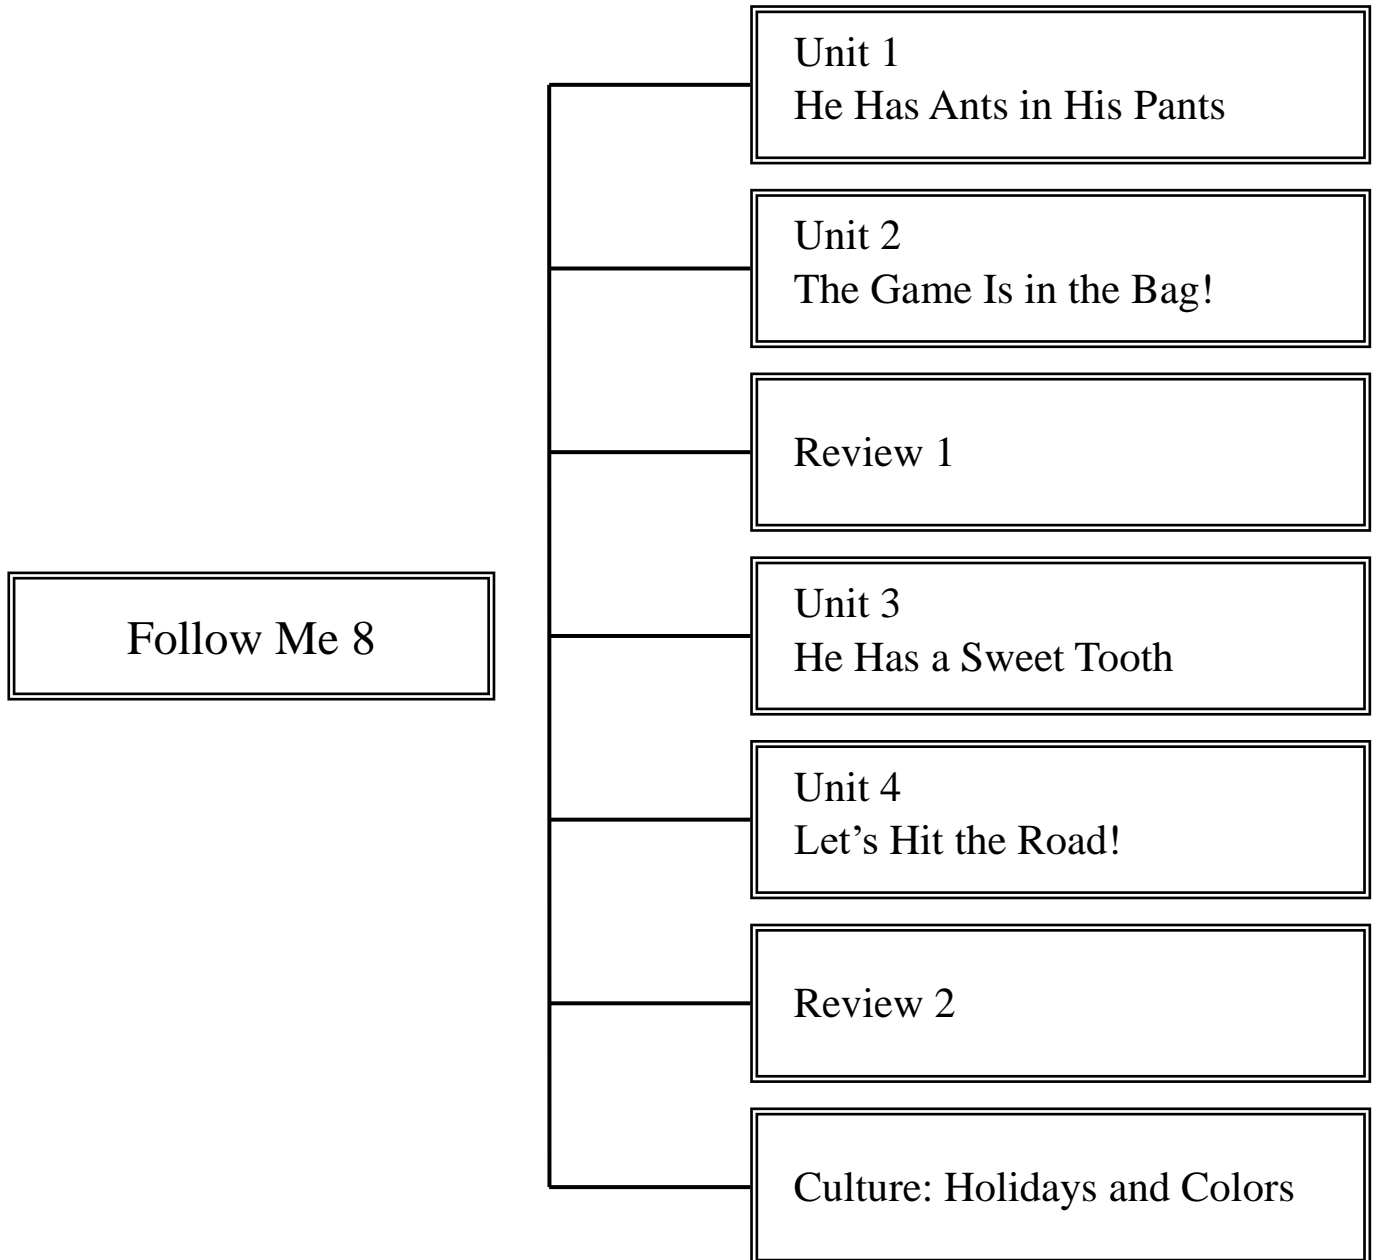 Follow Me 8
Unit 1
He Has Ants in His Pants
Unit 2
The Game Is in the Bag!
Review 1
Unit 3
He Has a Sweet Tooth
Unit 4
Let’s Hit the Road!
Review 2
Culture: Holidays and Colors